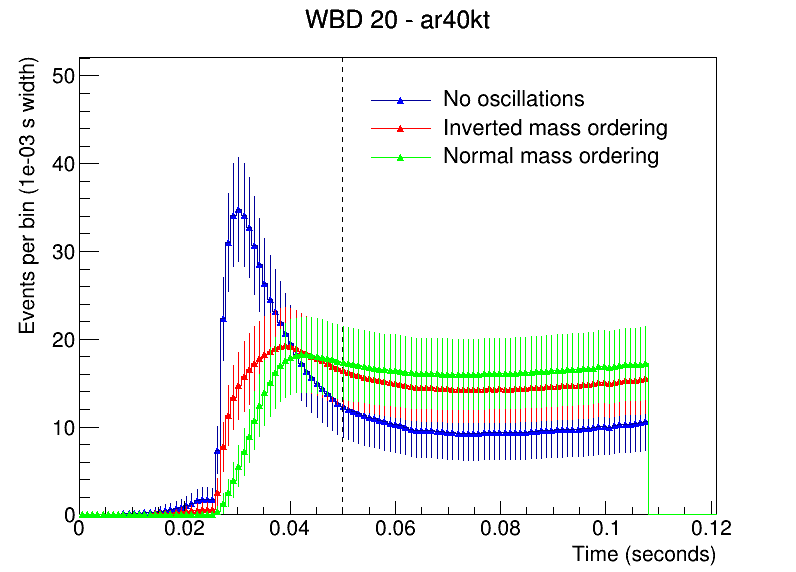 WBD 20 - ar40kt
Events per bin (1e-03 s width)
50
40
30
20
10
0
No oscillations
Inverted mass ordering
Normal mass ordering
0 0.02 0.04 0.06 0.08 0.1 0.12
Time (seconds)